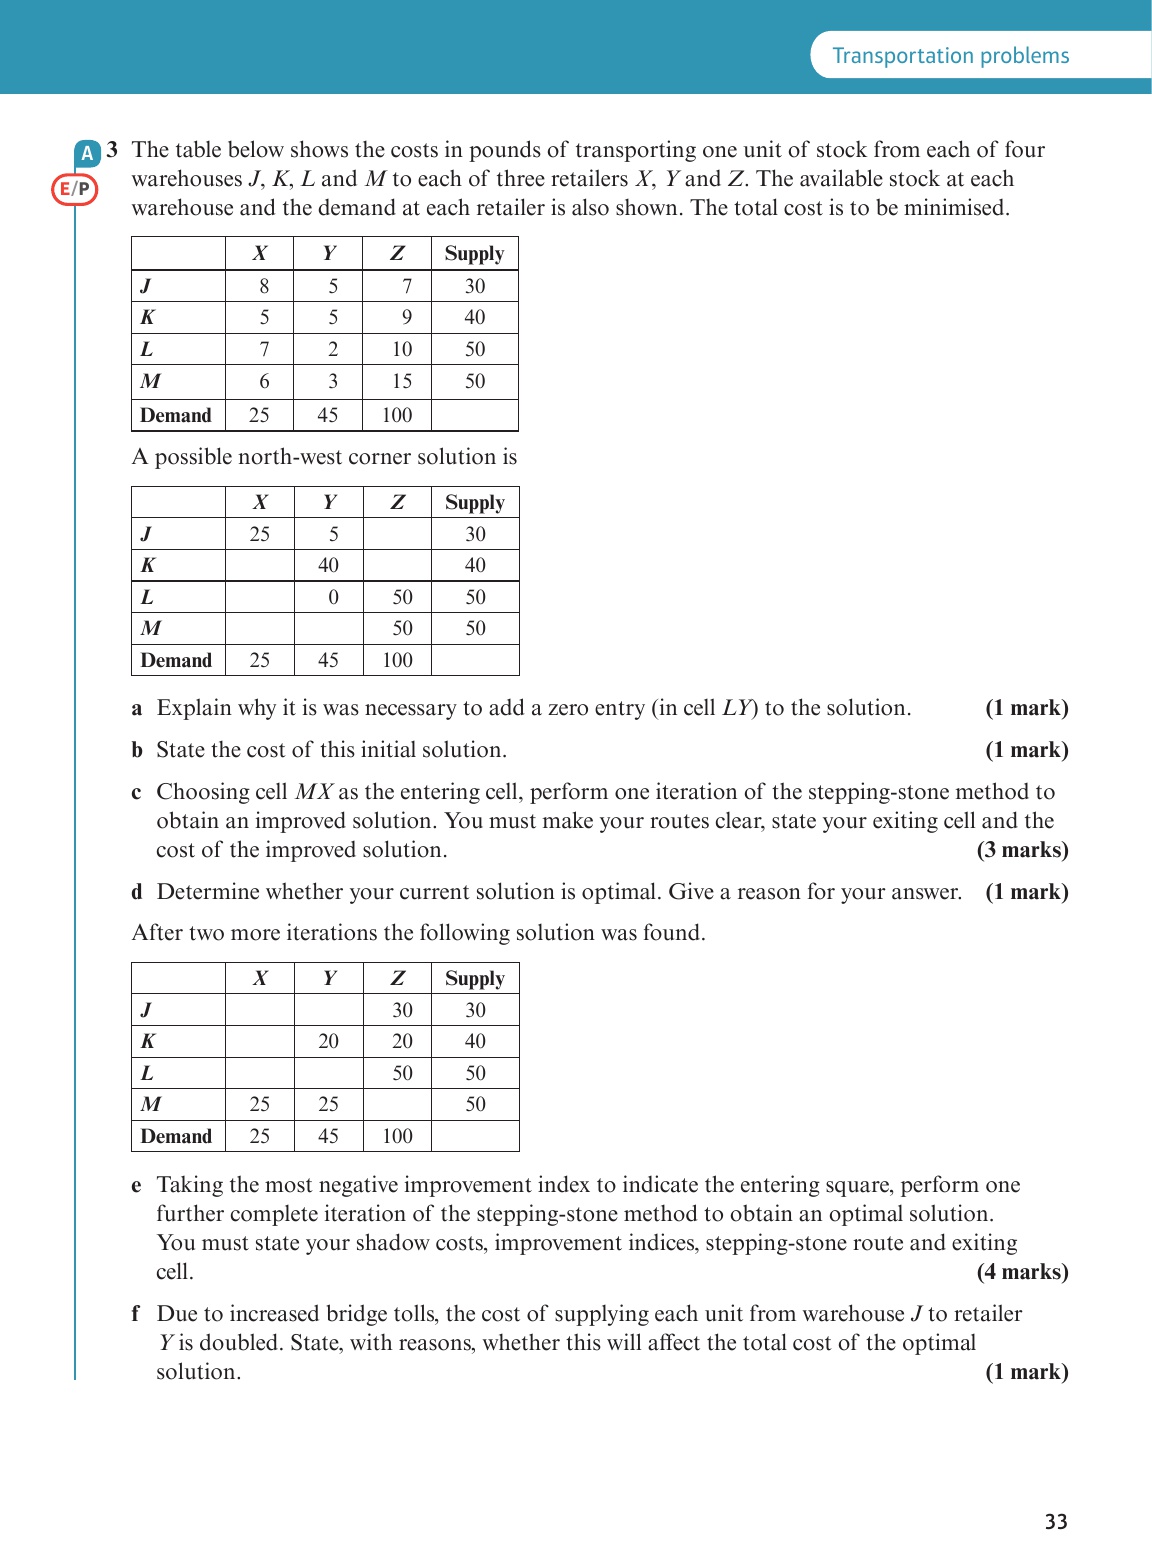 Transportation problems
A 3 The table below shows the costs in pounds of transporting one unit of stock from each of four
E/P warehouses J, K, L and M to each of three retailers X, Y and Z. The available stock at each
warehouse and the demand at each retailer is also shown. The total cost is to be minimised.
X Y Z Supply
J 8 5 7 30
K 5 5 9 40
L 7 2 10 50
M 6 3 15 50
Demand 25 45 100
A possible north-west corner solution is
X Y Z Supply
J 25 5 30
K 40 40
L 0 50 50
M 50 50
Demand 25 45 100
a Explain why it is was necessary to add a zero entry (in cell LY) to the solution. (1 mark)
b State the cost of this initial solution. (1 mark)
c Choosing cell MX as the entering cell, perform one iteration of the stepping-stone method to
obtain an improved solution. You must make your routes clear, state your exiting cell and the
cost of the improved solution. (3 marks)
d Determine whether your current solution is optimal. Give a reason for your answer. (1 mark)
After two more iterations the following solution was found.
X Y Z Supply
J 30 30
K 20 20 40
L 50 50
M 25 25 50
Demand 25 45 100
e Taking the most negative improvement index to indicate the entering square, perform one
further complete iteration of the stepping-stone method to obtain an optimal solution.
You must state your shadow costs, improvement indices, stepping-stone route and exiting
cell. (4 marks)
f Due to increased bridge tolls, the cost of supplying each unit from warehouse J to retailer
Y is doubled. State, with reasons, whether this will affect the total cost of the optimal
solution. (1 mark)
33